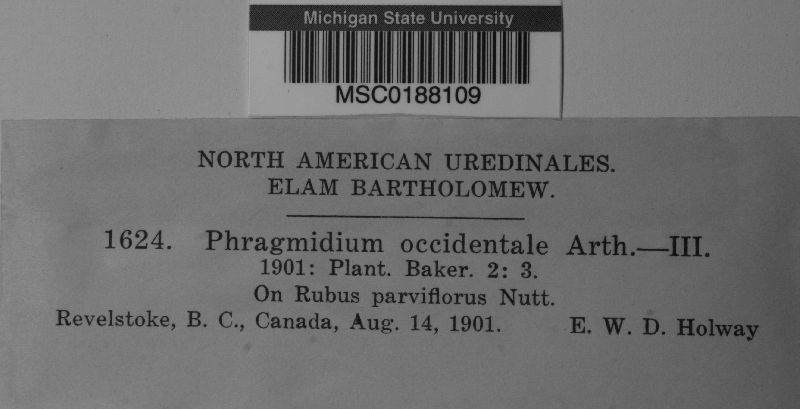 Michigan State University
MSC0188109
NORTH AMERICAN UREDINALES.
ELAM BARTHOLOMEW.
1624. Phragmidium occidentale Arth.—III.
1901: Plant. Baker. 2: 3.
On Rubus parviflorus Nutt.
Revelstoke, B. C., Canada, Aug. 14, 1901. E. W. D. Holway